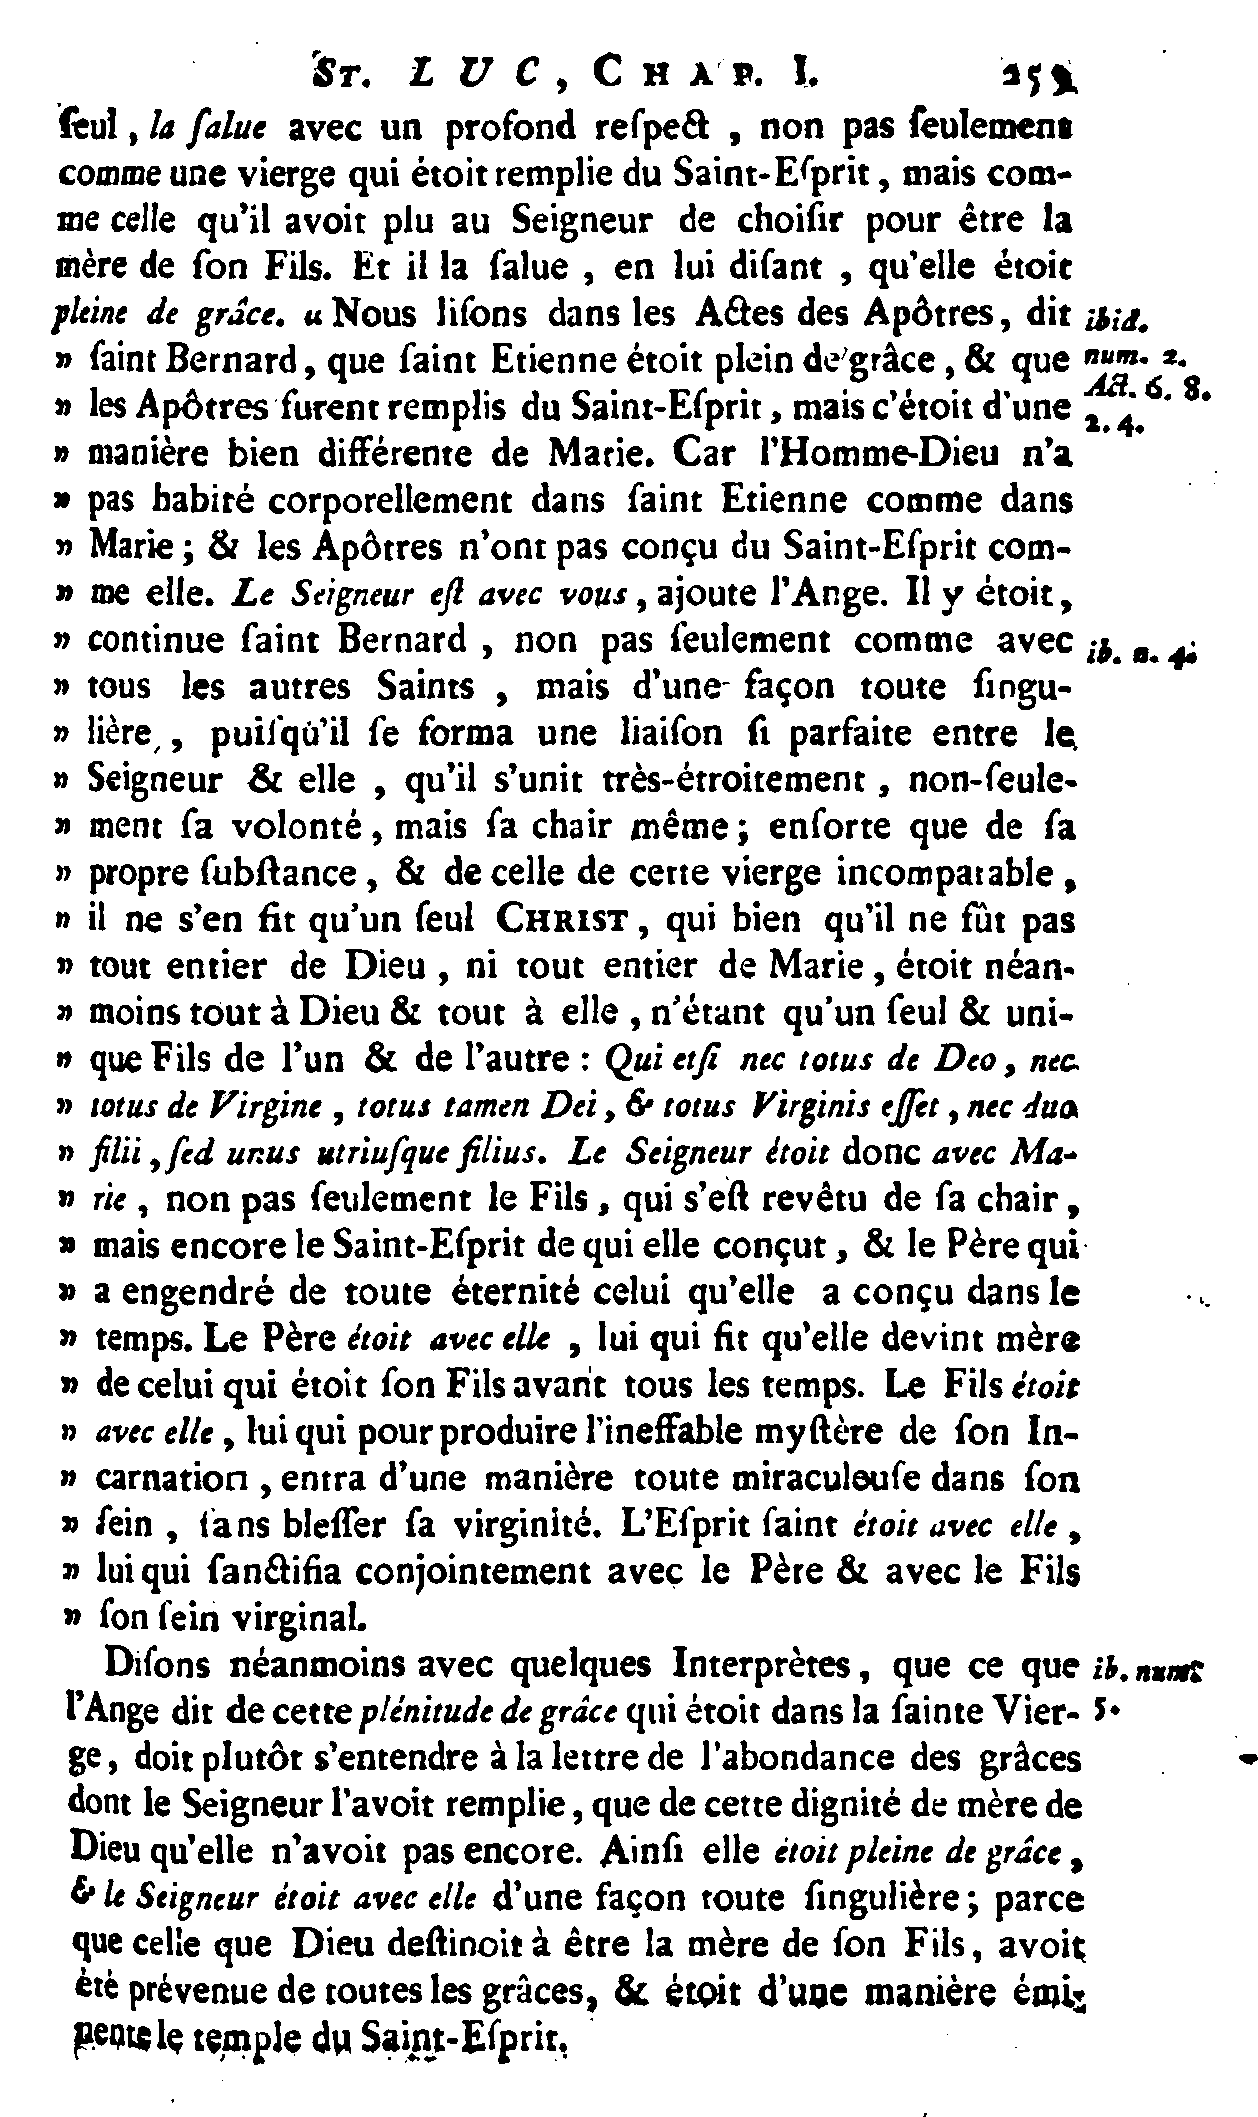 ST. LUC, CHAP. I.
ſeul, la ſalue avec un profond reſpect, non pas ſeulement
comme une vierge qui étoit remplie du Saint-Eſprit, mais com-
me celle qu'il avoit plu au Seigneur de choiſir pour être la
mère de ſon Fils. Et il la ſalue, en lui diſant, qu'elle étoit
pleine de grâce. « Nous liſons dans les Actes des Apôtres, dit ibid.
» ſaint Bernard, que ſaint Etienne étoit plein de grâce, & que num. 2.
» les Apôtres furent remplis du Saint-Eſprit, mais c'étoit d'une Act. 6. 8.
2. 4.
» manière bien différente de Marie. Car l'Homme-Dieu n'a
» pas habité corporellement dans ſaint Etienne comme dans
» Marie; & les Apôtres n'ont pas conçu du Saint-Eſprit com-
» me elle. Le Seigneur eſt avec vous, ajoute l'Ange. Il y étoit,
» continue ſaint Bernard, non pas ſeulement comme avec ib. n. 4.
» tous les autres Saints, mais d'une façon toute ſingu-
» lière, puiſqu'il ſe forma une liaiſon ſi parfaite entre le
» Seigneur & elle, qu'il s'unit très-étroitement, non-ſeule-
» ment ſa volonté, mais ſa chair même; enſorte que de ſa
» propre ſubſtance, & de celle de cette vierge incomparable,
» il ne s'en fit qu'un ſeul CHRIST, qui bien qu'il ne fût pas
» tout entier de Dieu, ni tout entier de Marie, étoit néan-
» moins tout à Dieu & tout à elle, n'étant qu'un ſeul & uni-
» que Fils de l'un & de l'autre : Qui etſi nec totus de Deo, nec
» totus de Virgine, totus tamen Dei, & totus Virginis eſſet, nec duo
» filii, ſed unus utriuſque filius. Le Seigneur étoit donc avec Ma-
» rie, non pas ſeulement le Fils, qui s'eſt revêtu de ſa chair,
» mais encore le Saint-Eſprit de qui elle conçut, & le Père qui
» a engendré de toute éternité celui qu'elle a conçu dans le
» temps. Le Père étoit avec elle, lui qui fit qu'elle devint mère
» de celui qui étoit ſon Fils avant tous les temps. Le Fils étoit
» avec elle, lui qui pour produire l'ineffable myſtère de ſon In-
» carnation, entra d'une manière toute miraculeuſe dans ſon
» ſein, ſans bleſſer ſa virginité. L'Eſprit ſaint étoit avec elle,
» lui qui ſanctifia conjointement avec le Père & avec le Fils
» ſon ſein virginal.
Diſons néanmoins avec quelques Interprètes, que ce que ib. num.
l'Ange dit de cette plénitude de grâce qui étoit dans la ſainte Vier- 5.
ge, doit plutôt s'entendre à la lettre de l'abondance des grâces
dont le Seigneur l'avoit remplie, que de cette dignité de mère de
Dieu qu'elle n'avoit pas encore. Ainſi elle étoit pleine de grâce,
& le Seigneur étoit avec elle d'une façon toute ſingulière; parce
que celle que Dieu deſtinoit à être la mère de ſon Fils, avoit
été prévenue de toutes les grâces, & étoit d'une manière émi-
nente le temple du Saint-Eſprit.